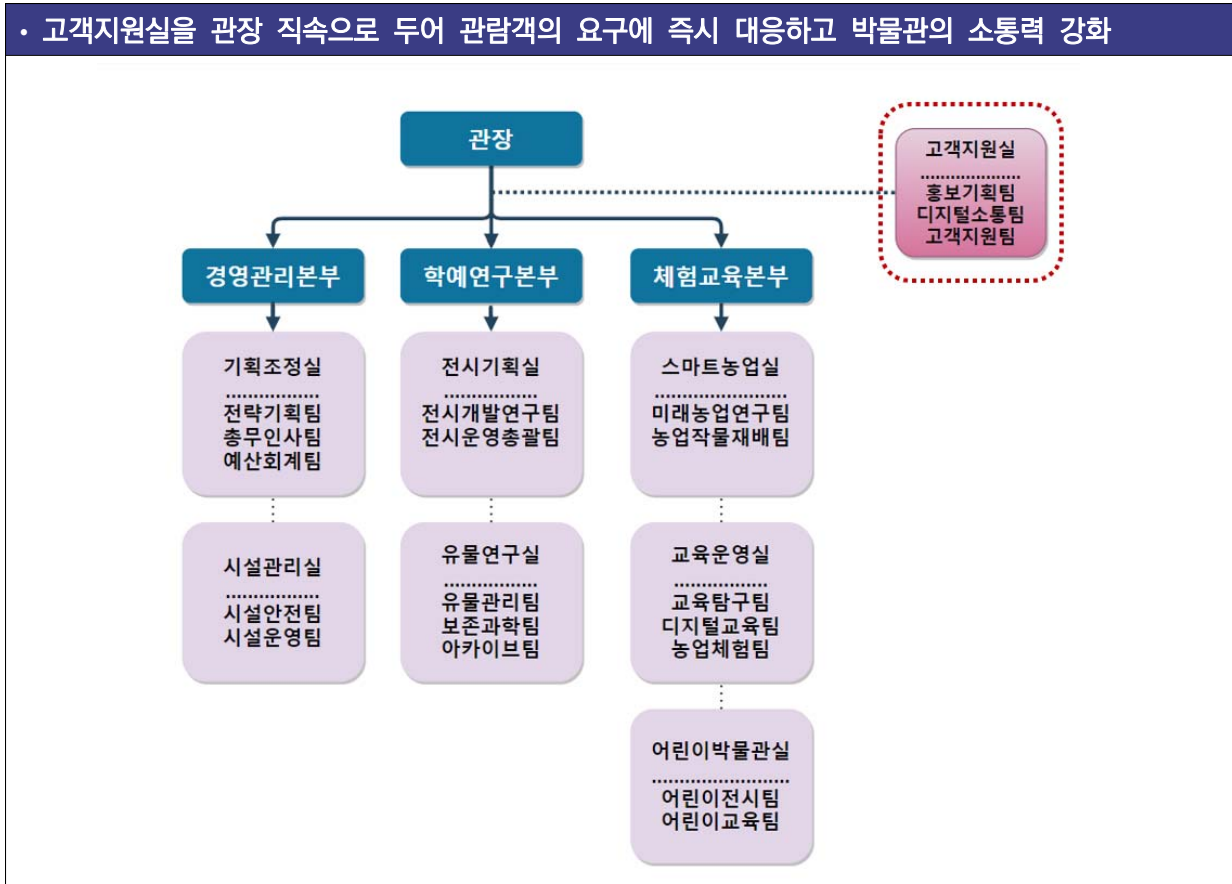 • 고객지원실을 관장 직속으로 두어 관람객의 요구에 즉시 대응하고 박물관의 소통력 강화
관장
고객지원실
홍보기획팀
디지털소통팀
고객지원팀
경영관리본부
학예연구본부
체험교육본부
기획조정실
전략기획팀
총무인사팀
예산회계팀
전시기획실
전시개발연구팀
전시운영총괄팀
스마트농업실
미래농업연구팀
농업작물재배팀
시설관리실
시설안전팀
시설운영팀
유물연구실
유물관리팀
보존과학팀
아카이브팀
교육운영실
교육탐구팀
디지털교육팀
농업체험팀
어린이박물관실
어린이전시팀
어린이교육팀